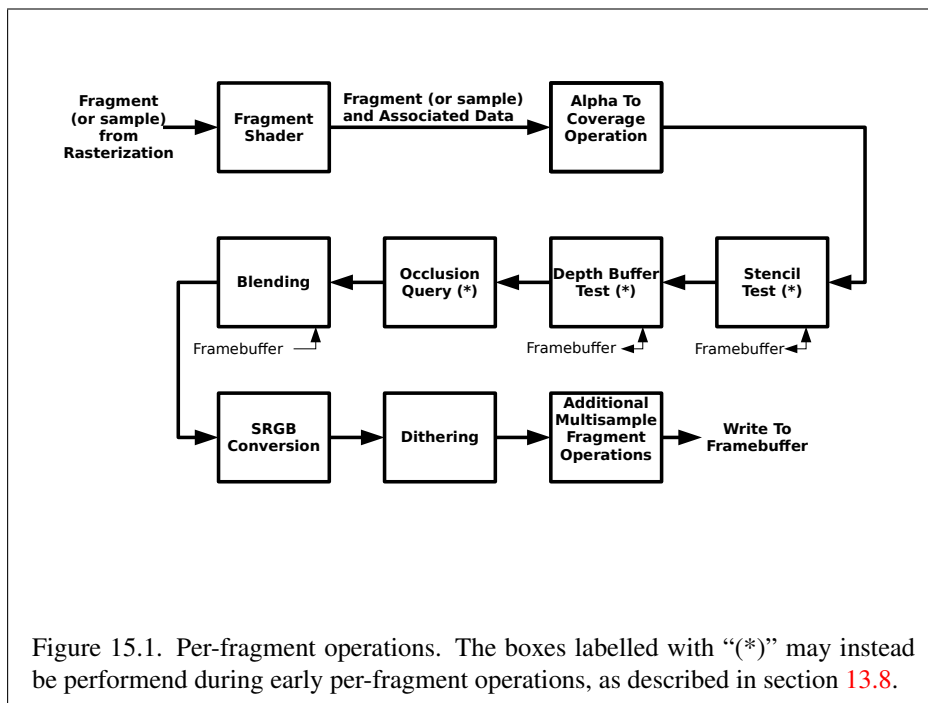 Fragment
(or sample)
from
Rasterization
Fragment
Shader
Fragment (or sample)
and Associated Data
Alpha To
Coverage
Operation
Blending
Occlusion
Query (*)
Depth Buffer
Test (*)
Stencil
Test (*)
Framebuffer
Framebuffer
Framebuffer
SRGB
Conversion
Dithering
Additional
Multisample
Fragment
Operations
Write To
Framebuffer
Figure 15.1. Per-fragment operations. The boxes labelled with “(*)” may instead
be performend during early per-fragment operations, as described in section 13.8.